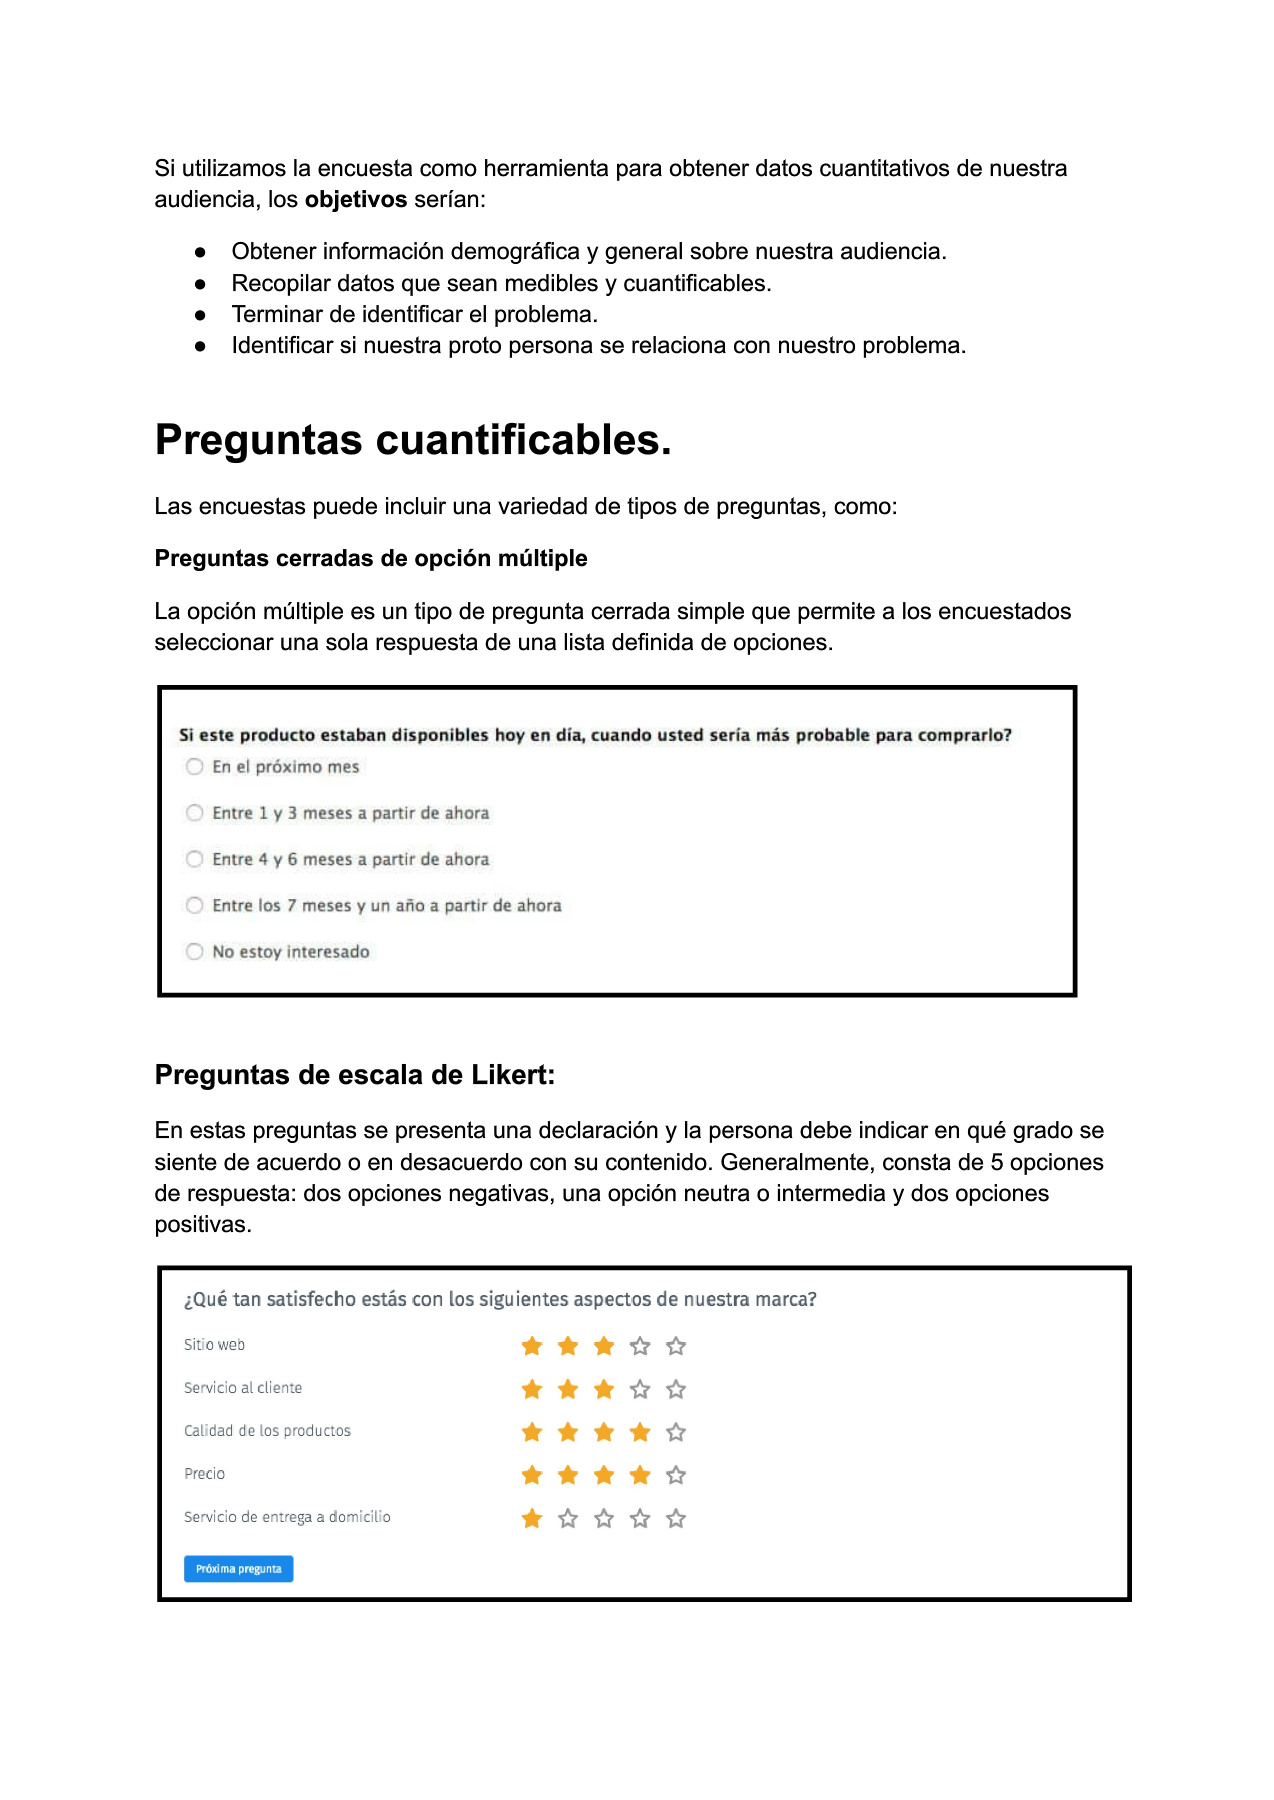 Si utilizamos la encuesta como herramienta para obtener datos cuantitativos de nuestra
audiencia, los objetivos serían:
● Obtener información demográfica y general sobre nuestra audiencia.
● Recopilar datos que sean medibles y cuantificables.
● Terminar de identificar el problema.
● Identificar si nuestra proto persona se relaciona con nuestro problema.
Preguntas cuantificables.
Las encuestas puede incluir una variedad de tipos de preguntas, como:
Preguntas cerradas de opción múltiple
La opción múltiple es un tipo de pregunta cerrada simple que permite a los encuestados
seleccionar una sola respuesta de una lista definida de opciones.
Si este producto estaban disponibles hoy en día, cuando usted sería más probable para comprarlo?
En el próximo mes
Entre 1 y 3 meses a partir de ahora
Entre 4 y 6 meses a partir de ahora
Entre los 7 meses y un año a partir de ahora
No estoy interesado
Preguntas de escala de Likert:
En estas preguntas se presenta una declaración y la persona debe indicar en qué grado se
siente de acuerdo o en desacuerdo con su contenido. Generalmente, consta de 5 opciones
de respuesta: dos opciones negativas, una opción neutra o intermedia y dos opciones
positivas.
¿Qué tan satisfecho estás con los siguientes aspectos de nuestra marca?
Sitio web
Servicio al cliente
Calidad de los productos
Precio
Servicio de entrega a domicilio
Próxima pregunta